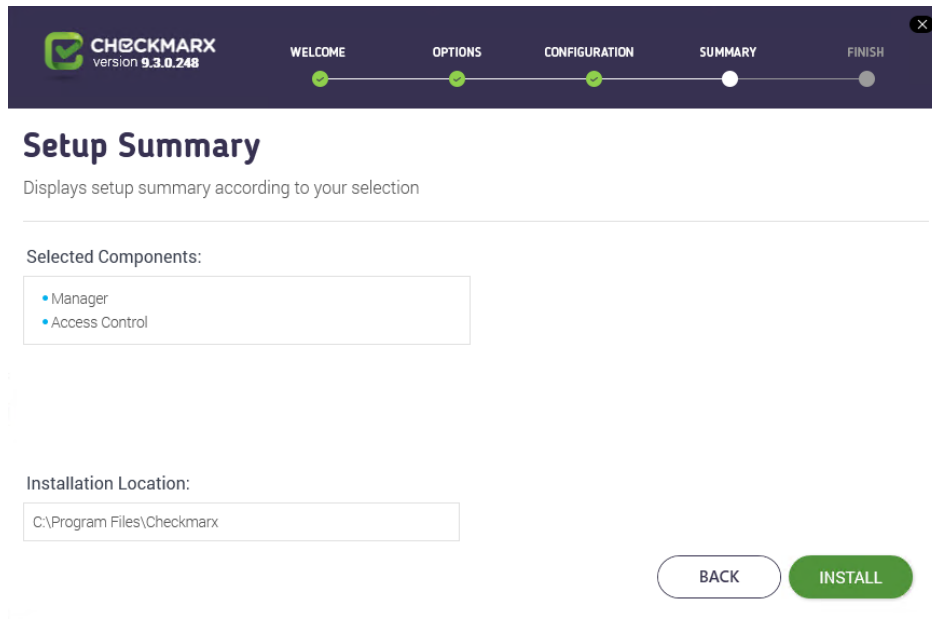 CHECKMARX
version 9.3.0.248
WELCOME
OPTIONS
CONFIGURATION
SUMMARY
FINISH
Setup Summary
Displays setup summary according to your selection
Selected Components:
Manager
Access Control
Installation Location:
C:\Program Files\Checkmarx
BACK
INSTALL